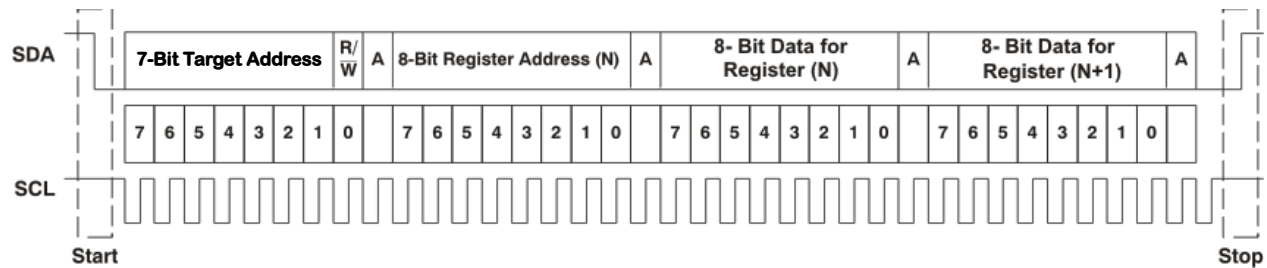 SDA
7-Bit Target Address
R/
W
A
8-Bit Register Address (N)
A
8- Bit Data for
Register (N)
A
8- Bit Data for
Register (N+1)
A
7 6 5 4 3 2 1 0 7 6 5 4 3 2 1 0 7 6 5 4 3 2 1 0 7 6 5 4 3 2 1 0
SCL
Start
Stop